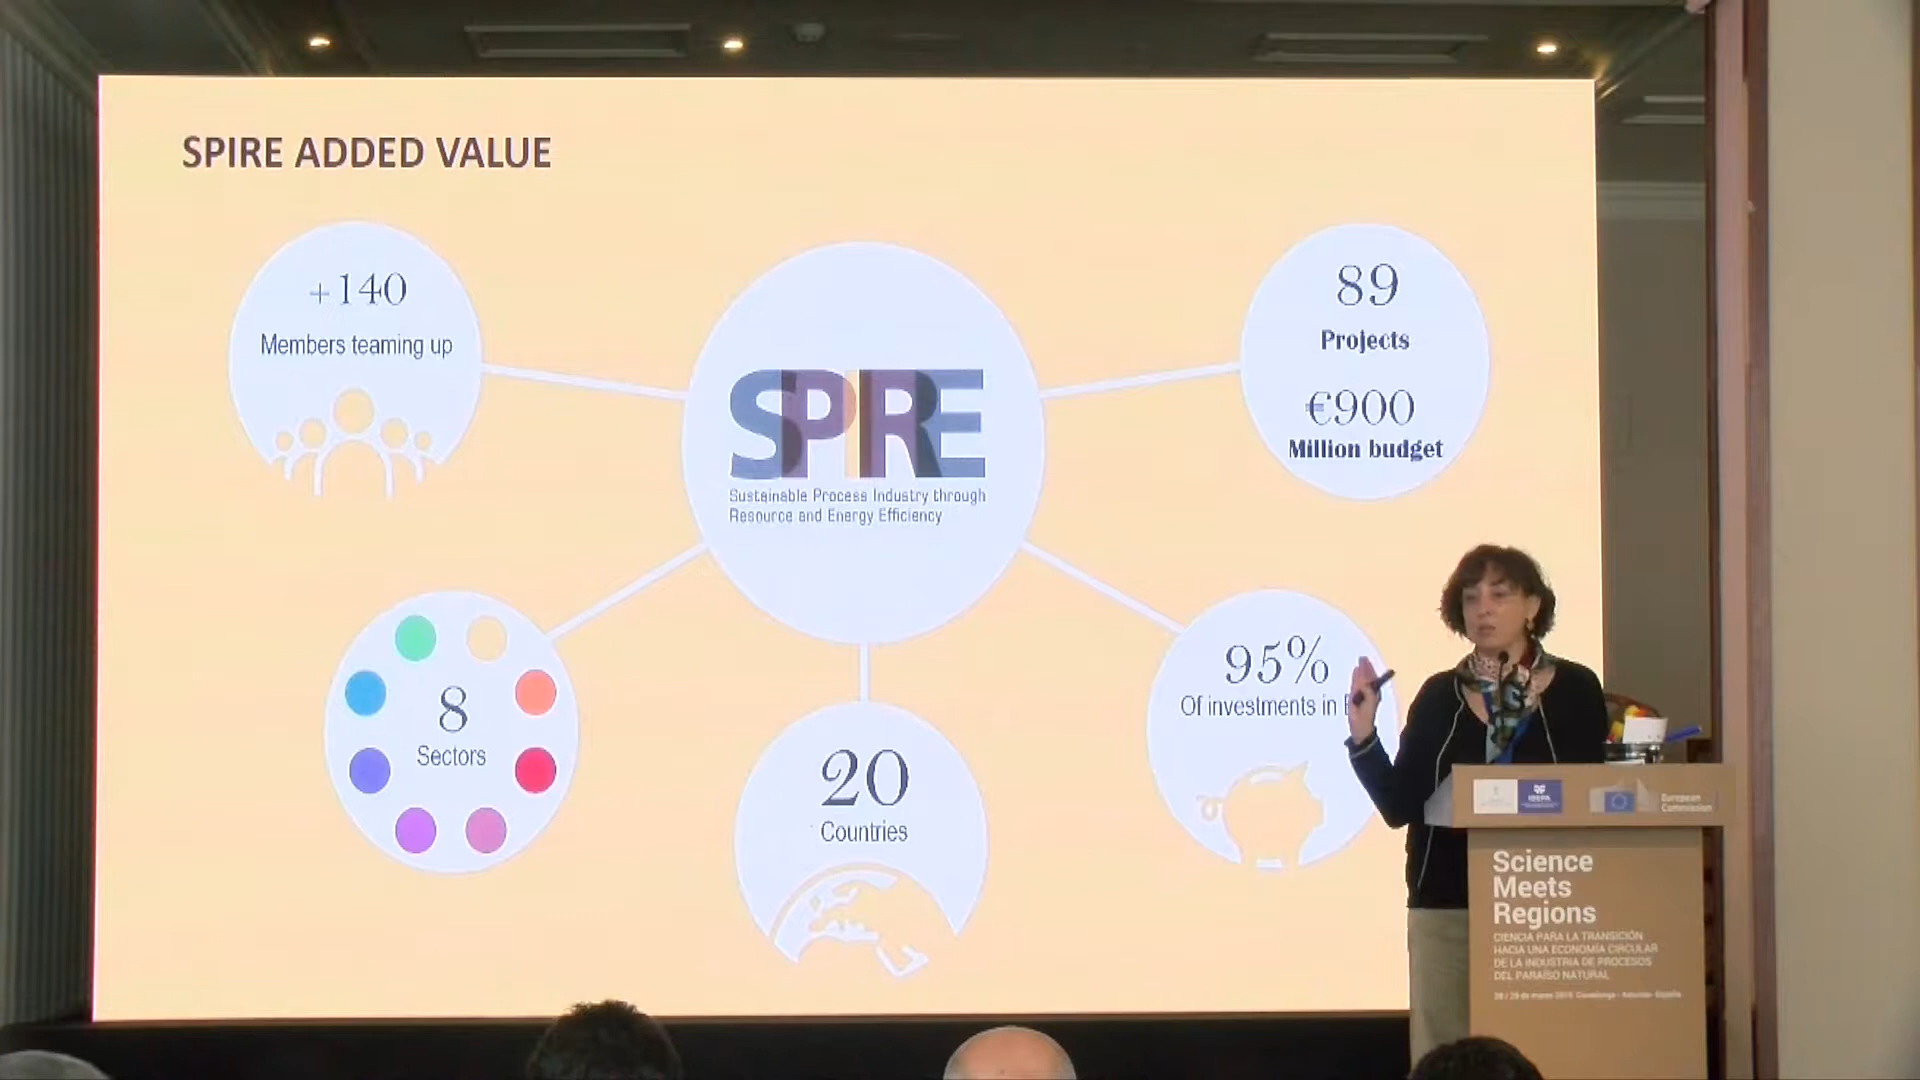 SPIRE ADDED VALUE
+140
Members teaming up
89
Projects
€900
Million budget
SPIRE
Sustainable Process Industry through
Resource and Energy Efficiency
8
Sectors
20
Countries
95%
Of investments in
European
Commission
Science
Meets
Regions
CIENCIA PARA LA TRANSICIÓN
HACIA UNA ECONOMÍA CIRCULAR
DE LA INDUSTRIA DE PROCESOS
DEL PARAÍSO NATURAL